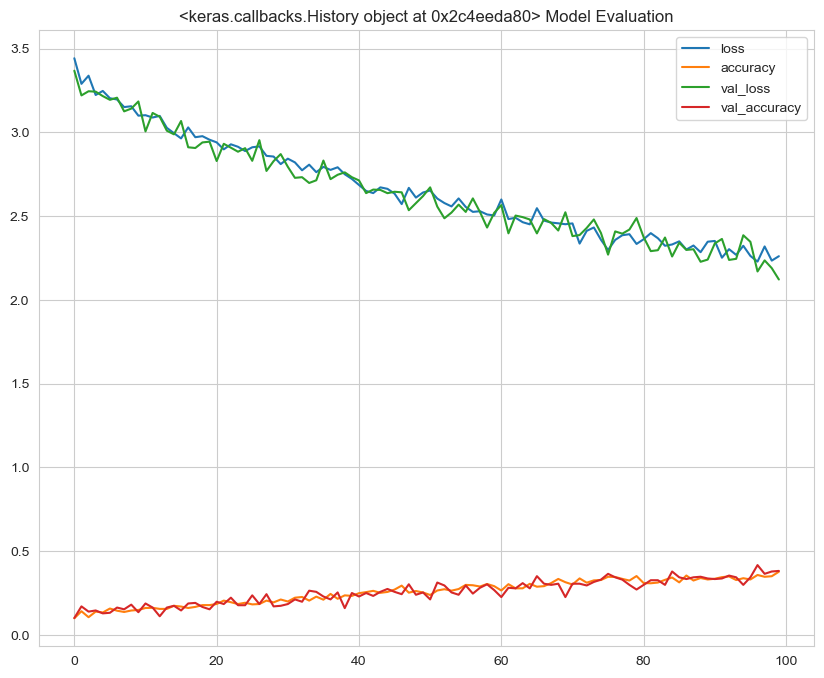 <keras.callbacks.History object at 0x2c4eeda80> Model Evaluation
loss
accuracy
val_loss
val_accuracy
3.5
3.0
2.5
2.0
1.5
1.0
0.5
0.0
0 20 40 60 80 100